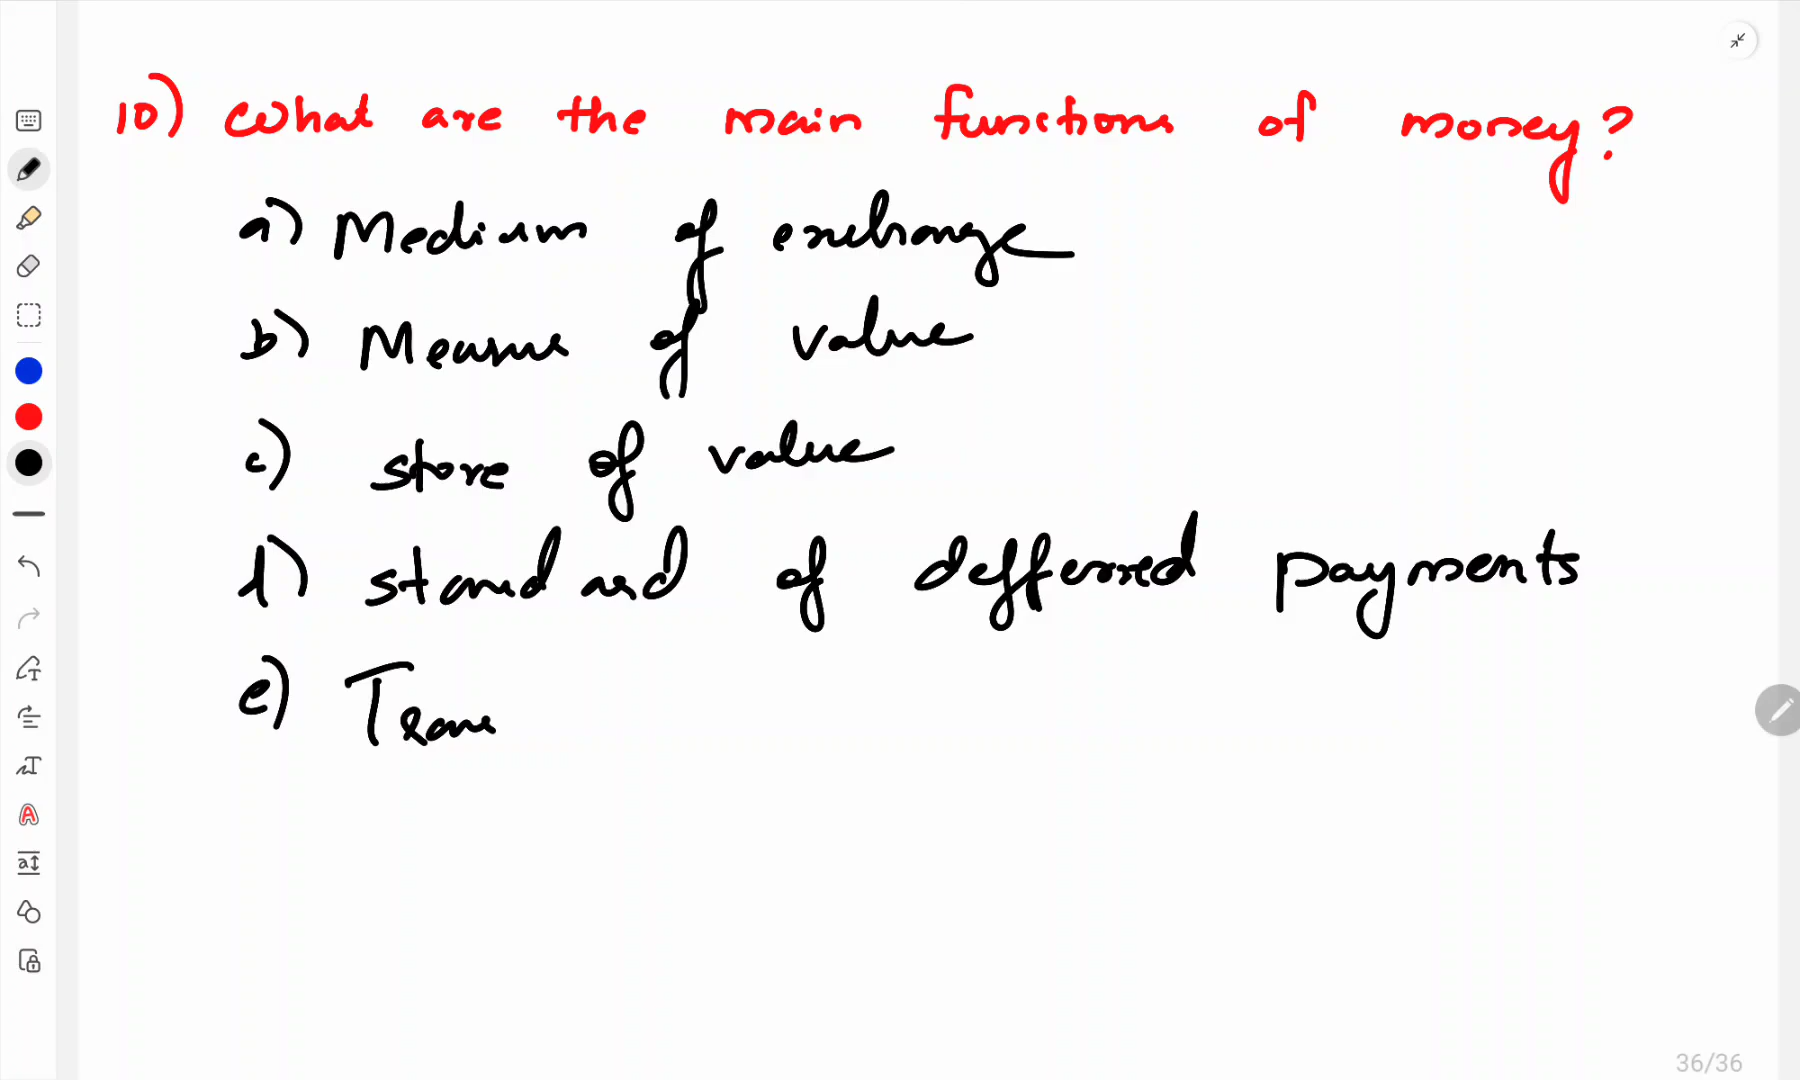 10) What are the main functions of money?
a) Medium of exchange
b) Measure of value
c) store of value
d) standard of defferred payments
e) Trans
36/36